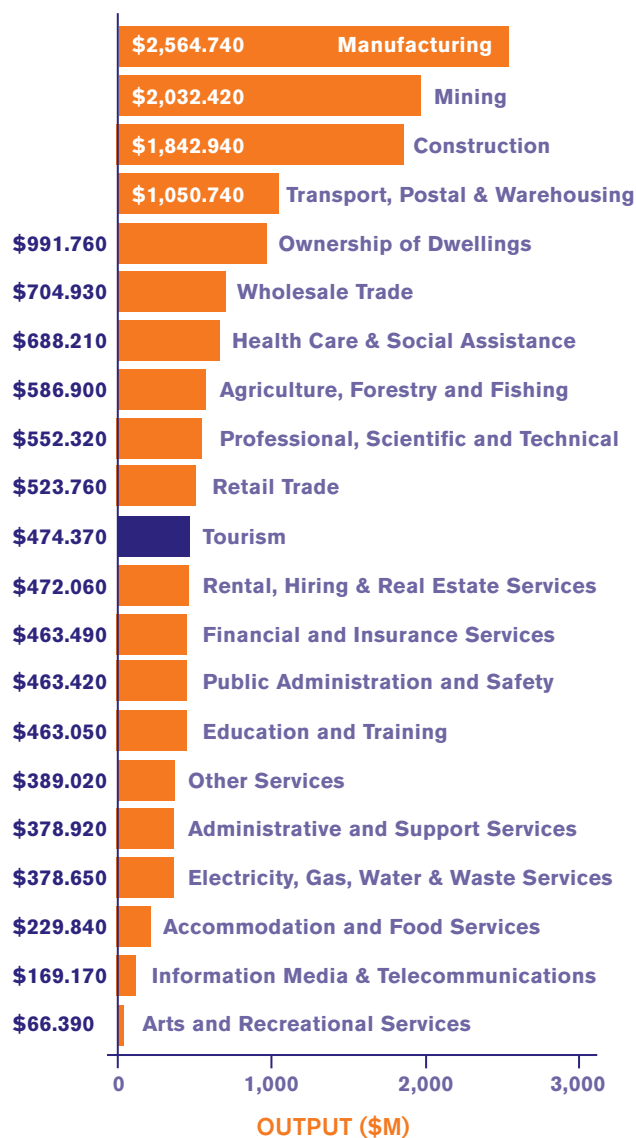 $2,564.740 Manufacturing
$2,032.420 Mining
$1,842.940 Construction
$1,050.740 Transport, Postal & Warehousing
$991.760 Ownership of Dwellings
$704.930 Wholesale Trade
$688.210 Health Care & Social Assistance
$586.900 Agriculture, Forestry and Fishing
$552.320 Professional, Scientific and Technical
$523.760 Retail Trade
$474.370 Tourism
$472.060 Rental, Hiring & Real Estate Services
$463.490 Financial and Insurance Services
$463.420 Public Administration and Safety
$463.050 Education and Training
$389.020 Other Services
$378.920 Administrative and Support Services
$378.650 Electricity, Gas, Water & Waste Services
$229.840 Accommodation and Food Services
$169.170 Information Media & Telecommunications
$66.390 Arts and Recreational Services
0 1,000 2,000 3,000
OUTPUT ($M)